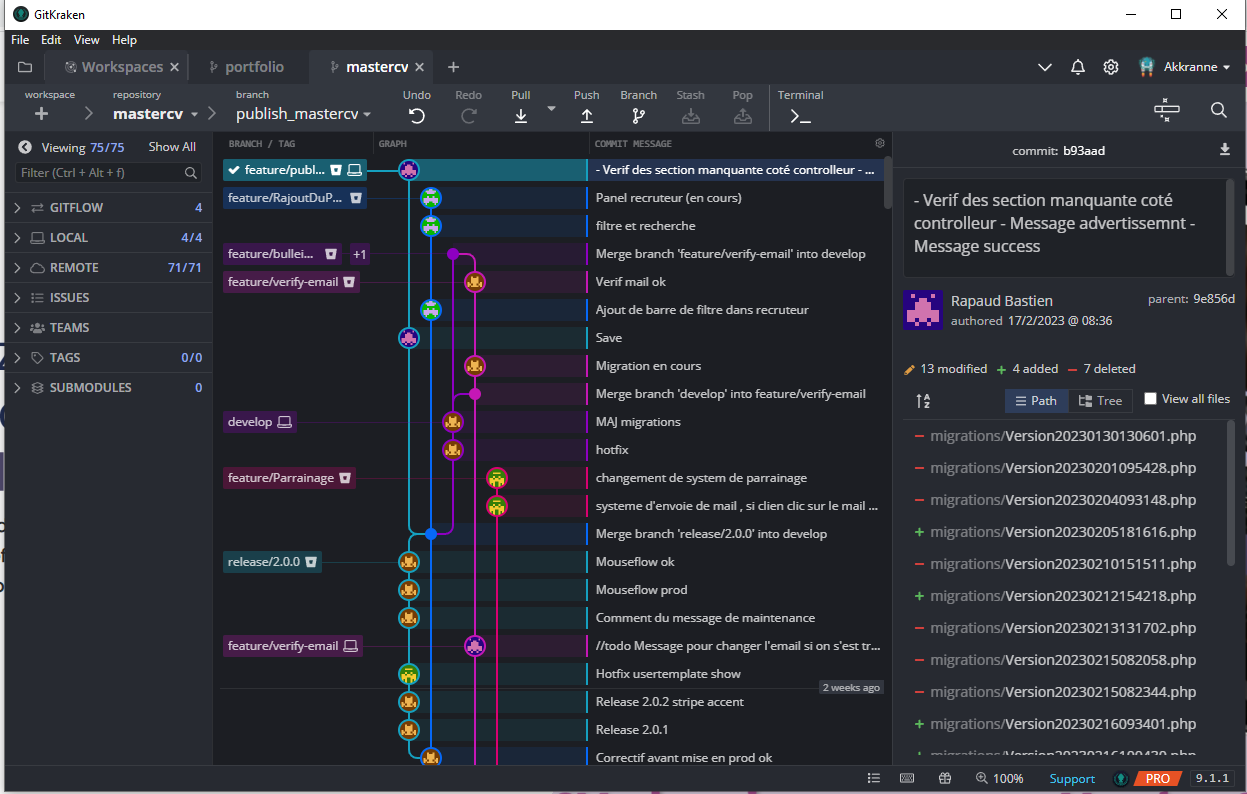 GitKraken
File Edit View Help
Workspaces portfolio mastercv Akkranne
workspace repository branch Undo Redo Pull Push Branch Stash Pop Terminal
mastercv publish_mastercv
Viewing 75/75 Show All
Filter (Ctrl + Alt + f)
GITFLOW 4
LOCAL 4/4
REMOTE 71/71
ISSUES
TEAMS
TAGS 0/0
SUBMODULES 0
BRANCH / TAG GRAPH COMMIT MESSAGE
feature/publ... - Verif des section manquante coté controlleur - ...
feature/RajoutDuP... Panel recruteur (en cours)
filtre et recherche
feature/bullei... +1 Merge branch 'feature/verify-email' into develop
feature/verify-email Verif mail ok
Ajout de barre de filtre dans recruteur
Save
Migration en cours
Merge branch 'develop' into feature/verify-email
develop MAJ migrations
hotfix
feature/Parrainage changement de system de parrainage
systeme d'envoie de mail , si clien clic sur le mail ...
Merge branch 'release/2.0.0' into develop
release/2.0.0 Mouseflow ok
Mouseflow prod
Comment du message de maintenance
feature/verify-email //todo Message pour changer l'email si on s'est tr...
Hotfix usertemplate show
2 weeks ago
Release 2.0.2 stripe accent
Release 2.0.1
Correctif avant mise en prod ok
commit: b93aad
- Verif des section manquante coté
controlleur - Message advertissemnt -
Message success
Rapaud Bastien parent: 9e856d
authored 17/2/2023 @ 08:36
13 modified + 4 added - 7 deleted
Path Tree View all files
- migrations/Version20230130130601.php
- migrations/Version20230201095428.php
- migrations/Version20230204093148.php
+ migrations/Version20230205181616.php
- migrations/Version20230210151511.php
+ migrations/Version20230212154218.php
- migrations/Version20230213131702.php
- migrations/Version20230215082058.php
- migrations/Version20230215082344.php
+ migrations/Version20230216093401.php
100% Support PRO 9.1.1